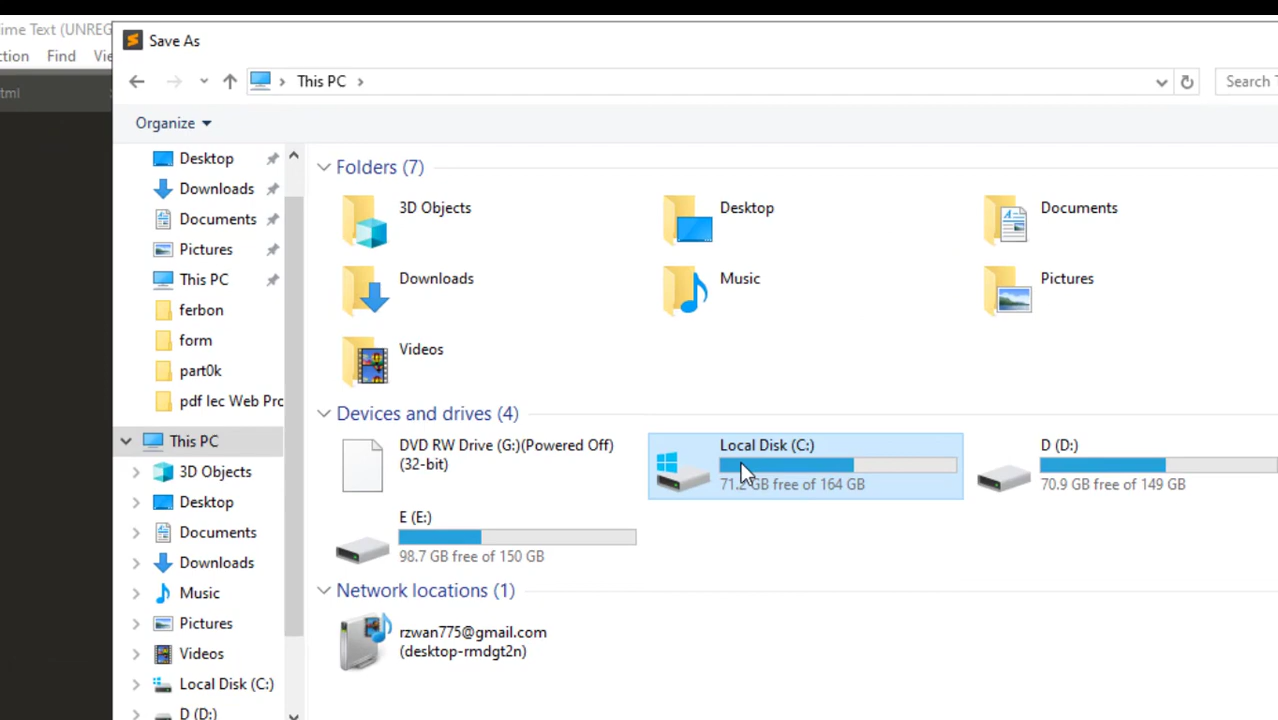 ime Text (UNREG
ction Find Vie
tml
Save As
This PC
Search T
Organize
Desktop
Downloads
Documents
Pictures
This PC
ferbon
form
part0k
pdf lec Web Pro
This PC
3D Objects
Desktop
Documents
Downloads
Music
Pictures
Videos
Local Disk (C:)
D (D:)
Folders (7)
3D Objects
Desktop
Documents
Downloads
Music
Pictures
Videos
Devices and drives (4)
DVD RW Drive (G:)(Powered Off)
(32-bit)
Local Disk (C:)
71.2 GB free of 164 GB
D (D:)
70.9 GB free of 149 GB
E (E:)
98.7 GB free of 150 GB
Network locations (1)
rzwan775@gmail.com
(desktop-rmdgt2n)